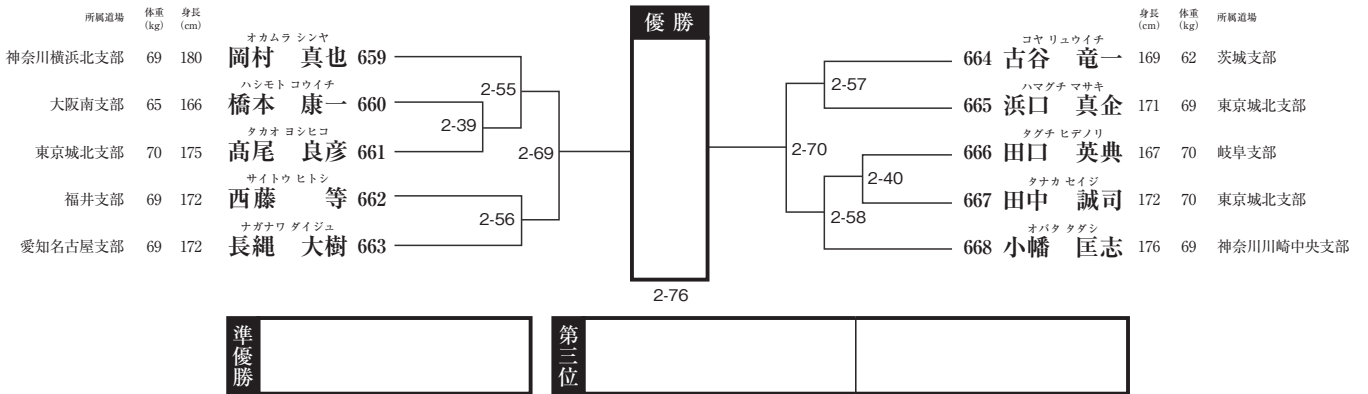 所属道場 体重(kg) 身長(cm)
オカムラ シンヤ
神奈川横浜北支部 69 180 岡村 真也 659
ハシモト コウイチ
大阪南支部 65 166 橋本 康一 660
タカオ ヨシヒコ
東京城北支部 70 175 髙尾 良彦 661
サイトウ ヒトシ
福井支部 69 172 西藤 等 662
ナガナワ ダイジュ
愛知名古屋支部 69 172 長縄 大樹 663
2-55
2-39
2-69
2-56
優勝
2-76
身長(cm) 体重(kg) 所属道場
コヤ リュウイチ
664 古谷 竜一 169 62 茨城支部
ハマグチ マサキ
665 浜口 真企 171 69 東京城北支部
タグチ ヒデノリ
666 田口 英典 167 70 岐阜支部
タナカ セイジ
667 田中 誠司 172 70 東京城北支部
オバタ タダシ
668 小幡 匡志 176 69 神奈川川崎中央支部
2-57
2-70
2-40
2-58
準優勝
第三位